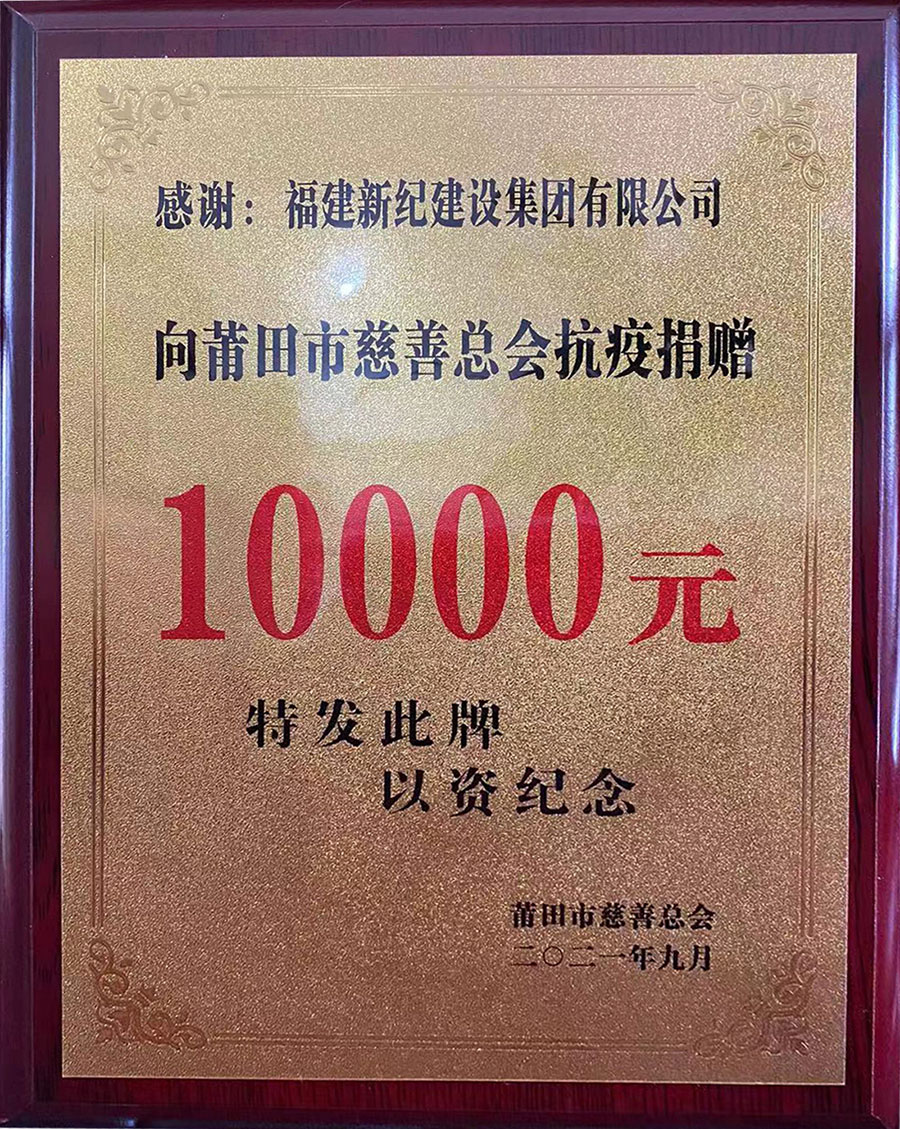 感谢：福建新纪建设集团有限公司
向莆田市慈善总会抗疫捐赠
10000元
特发此牌
以资纪念
莆田市慈善总会
二〇二一年九月